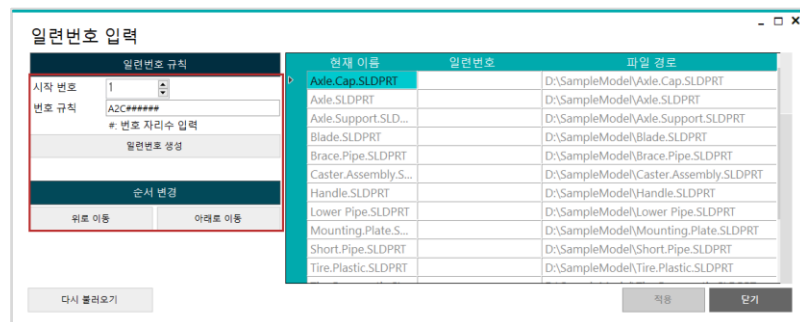 일련번호 입력
일련번호 규칙
시작 번호 1
번호 규칙 A2C######
#: 번호 자리수 입력
일련번호 생성
순서 변경
위로 이동 아래로 이동
현재 이름 일련번호 파일 경로
Axle.Cap.SLDPRT D:\SampleModel\Axle.Cap.SLDPRT
Axle.SLDPRT D:\SampleModel\Axle.SLDPRT
Axle.Support.SLD... D:\SampleModel\Axle.Support.SLDPRT
Blade.SLDPRT D:\SampleModel\Blade.SLDPRT
Brace.Pipe.SLDPRT D:\SampleModel\Brace.Pipe.SLDPRT
Caster.Assembly.S... D:\SampleModel\Caster.Assembly.SLDPRT
Handle.SLDPRT D:\SampleModel\Handle.SLDPRT
Lower Pipe.SLDPRT D:\SampleModel\Lower Pipe.SLDPRT
Mounting.Plate.S... D:\SampleModel\Mounting.Plate.SLDPRT
Short.Pipe.SLDPRT D:\SampleModel\Short.Pipe.SLDPRT
Tire.Plastic.SLDPRT D:\SampleModel\Tire.Plastic.SLDPRT
다시 불러오기 적용 닫기